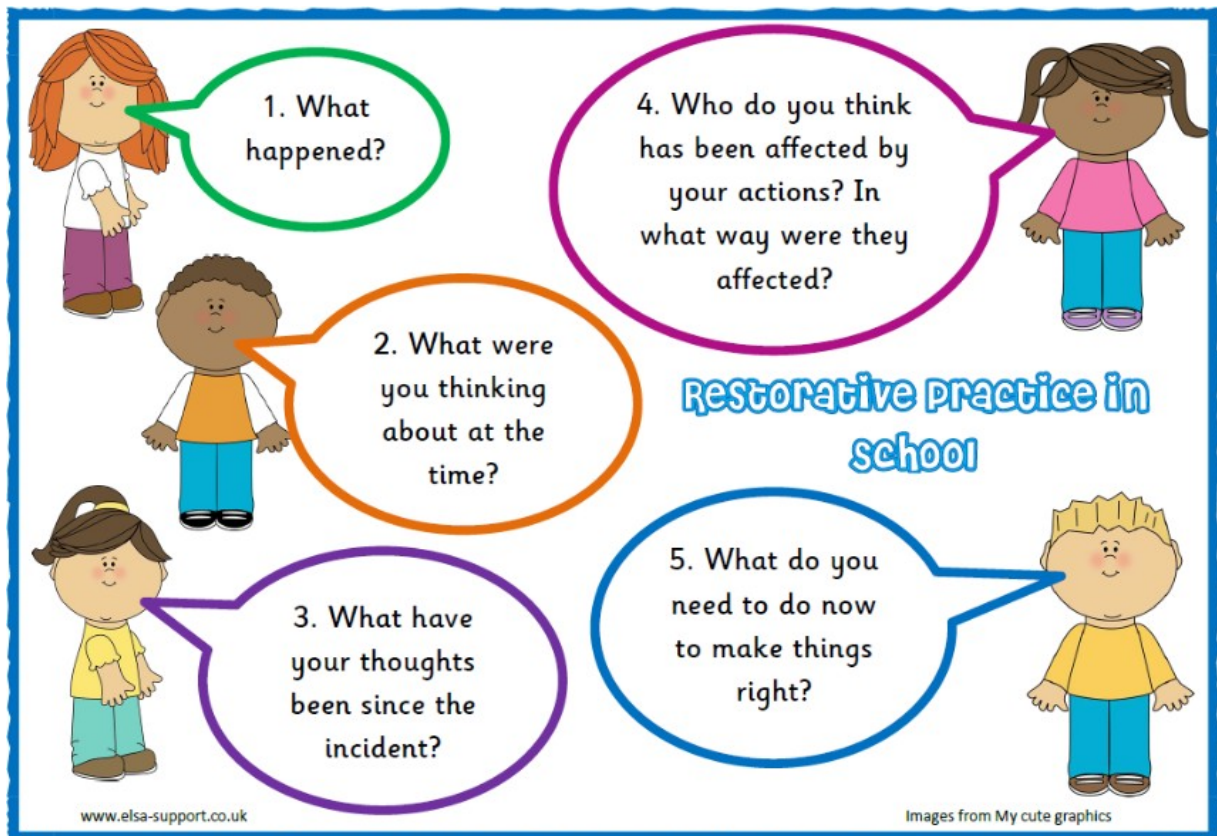 1. What
happened?
2. What were
you thinking
about at the
time?
3. What have
your thoughts
been since the
incident?
4. Who do you think
has been affected by
your actions? In
what way were they
affected?
Restorative Practice in
school
5. What do you
need to do now
to make things
right?
www.elsa-support.co.uk
Images from My cute graphics